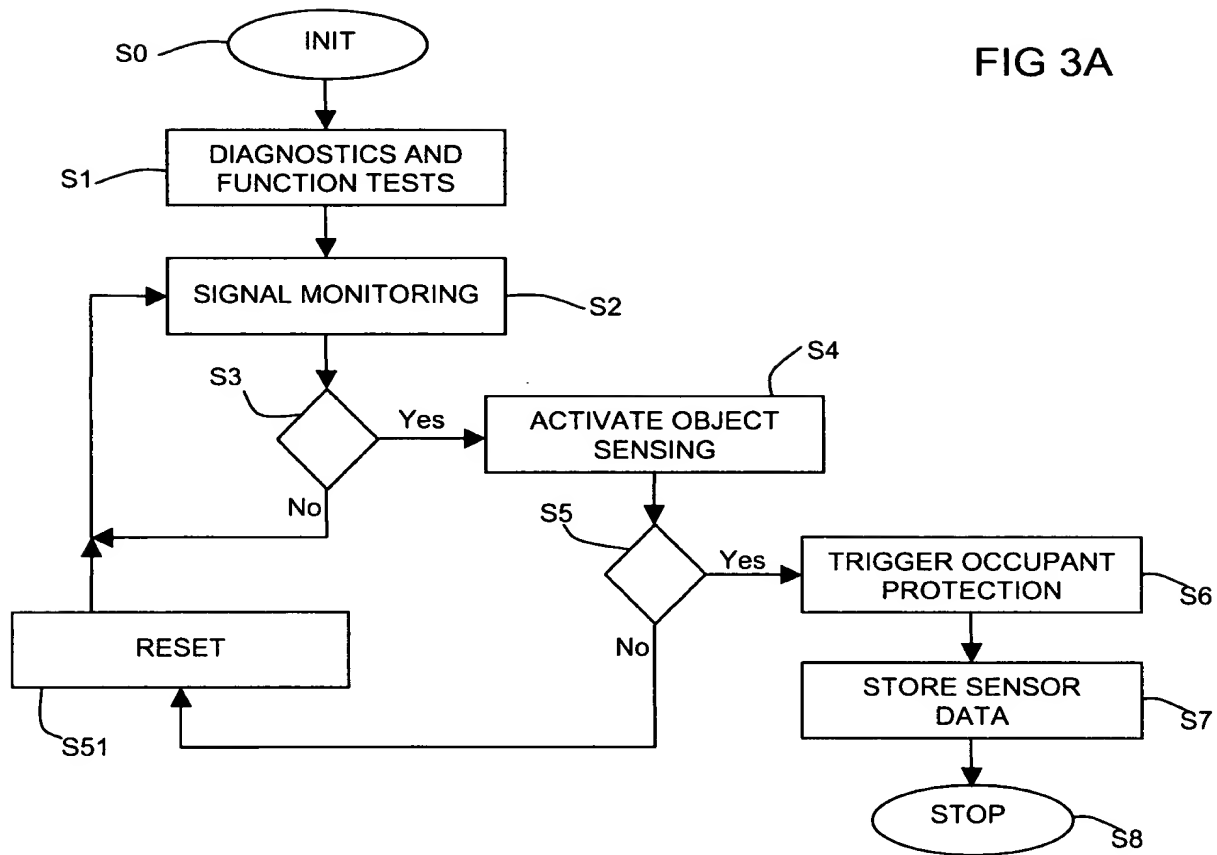 FIG 3A
S0
INIT
S1
DIAGNOSTICS AND
FUNCTION TESTS
SIGNAL MONITORING
S2
S3
Yes
No
S4
ACTIVATE OBJECT
SENSING
S5
Yes
No
TRIGGER OCCUPANT
PROTECTION
S6
RESET
S51
STORE SENSOR
DATA
S7
STOP
S8